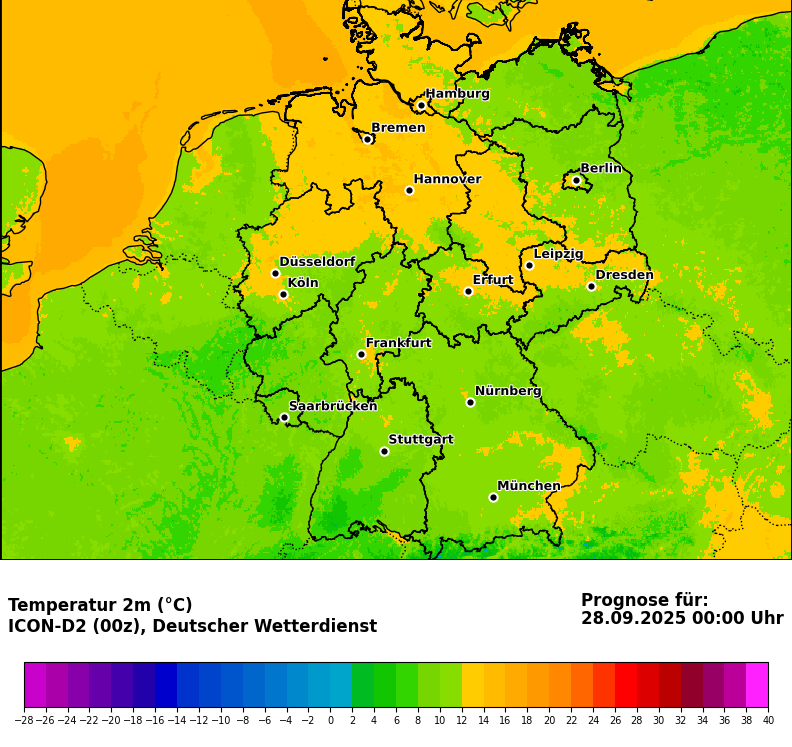 Hamburg
Bremen
Berlin
Hannover
Leipzig
Düsseldorf
Dresden
Köln
Erfurt
Frankfurt
Nürnberg
Saarbrücken
Stuttgart
München
Temperatur 2m (°C)
ICON-D2 (00z), Deutscher Wetterdienst
Prognose für:
28.09.2025 00:00 Uhr
−28 −26 −24 −22 −20 −18 −16 −14 −12 −10 −8 −6 −4 −2 0 2 4 6 8 10 12 14 16 18 20 22 24 26 28 30 32 34 36 38 40